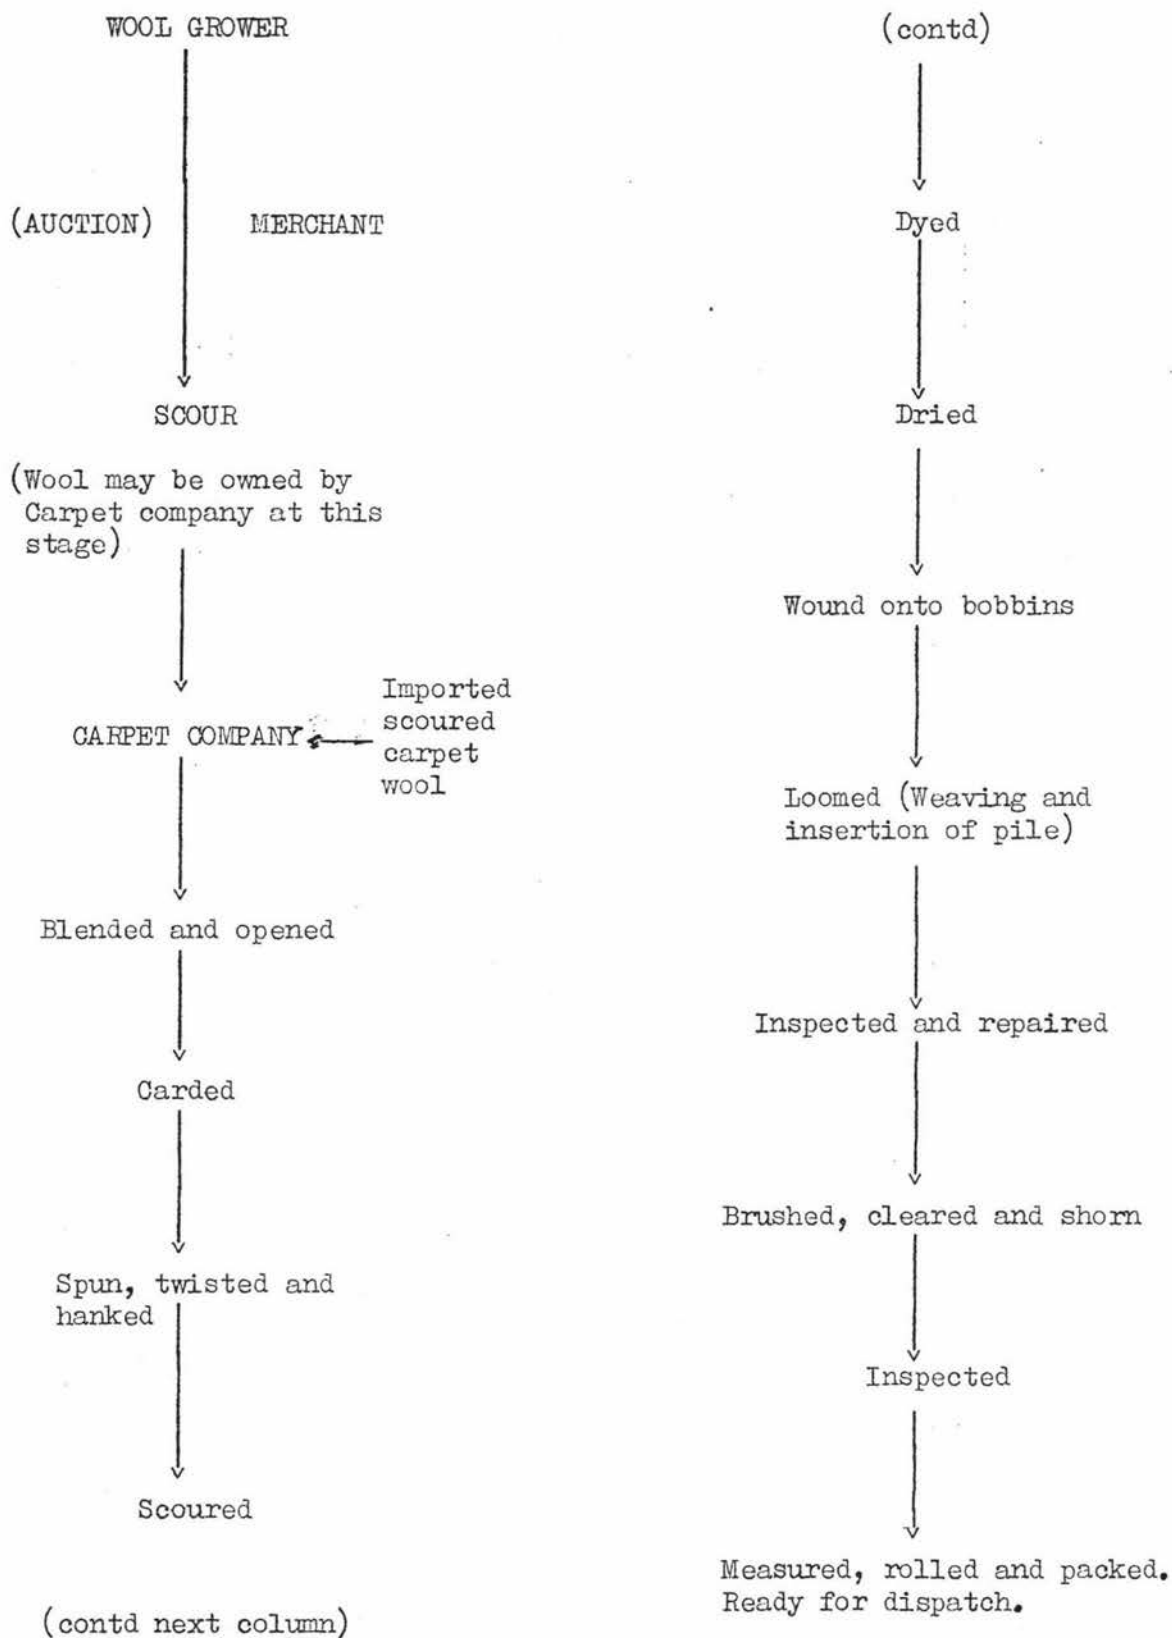 WOOL GROWER
(AUCTION) MERCHANT
SCOUR
(Wool may be owned by
Carpet company at this
stage)
CARPET COMPANY
Imported
scoured
carpet
wool
Blended and opened
Carded
Spun, twisted and
hanked
Scoured
(contd next column)
(contd)
Dyed
Dried
Wound onto bobbins
Loomed (Weaving and
insertion of pile)
Inspected and repaired
Brushed, cleared and shorn
Inspected
Measured, rolled and packed.
Ready for dispatch.